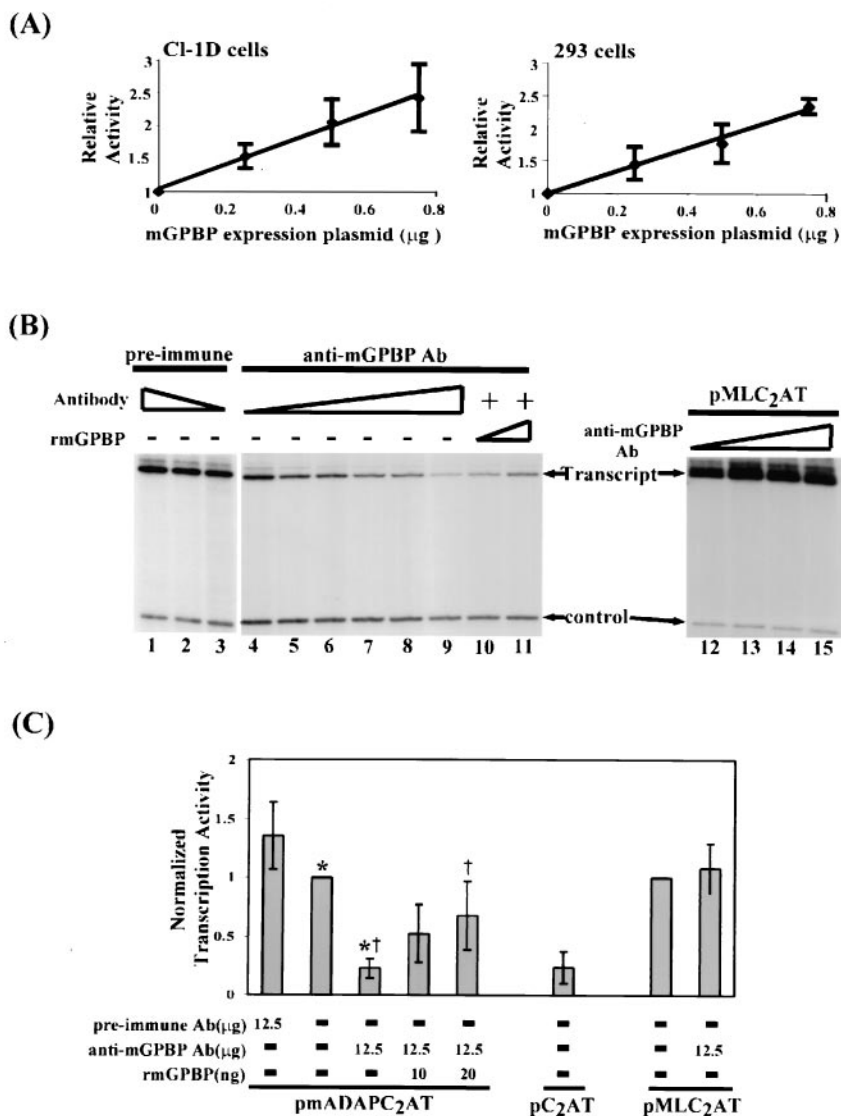 (A)
Cl-1D cells
293 cells
Relative Activity
3
2.5
2
1.5
1
0 0.2 0.4 0.6 0.8
mGPBP expression plasmid (μg )
Relative Activity
3
2.5
2
1.5
1
0 0.2 0.4 0.6 0.8
mGPBP expression plasmid (μg )
(B)
pre-immune anti-mGPBP Ab
pMLC2AT
Antibody + +
anti-mGPBP Ab
rmGPBP - - - - - - - - -
Transcript
control
1 2 3 4 5 6 7 8 9 10 11 12 13 14 15
(C)
Normalized Transcription Activity
2
1.5
1
0.5
0
* *† †
pre-immune Ab(μg) 12.5 - - - - - - -
anti-mGPBP Ab(μg) - - 12.5 12.5 12.5 - - 12.5
rmGPBP(ng) - - - 10 20 - - -
pmADAPC2AT pC2AT pMLC2AT